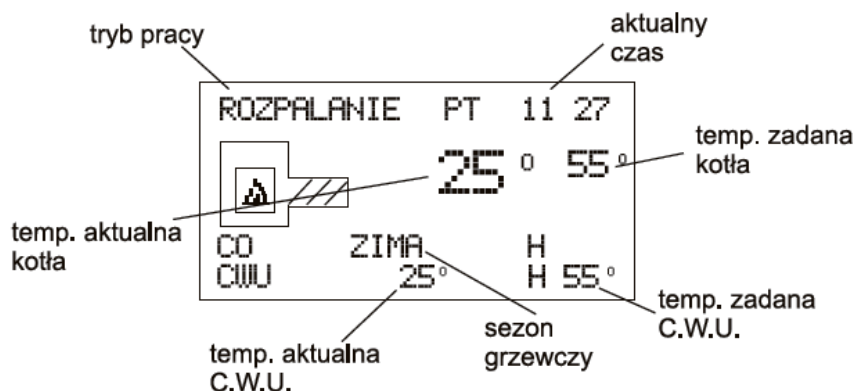 tryb pracy
aktualny
czas
ROZPALANIE PT 11 27
25° 55°
temp. zadana
kotła
temp. aktualna
kotła
CO ZIMA H
CWU 25° H 55°
temp. zadana
C.W.U.
sezon
grzewczy
temp. aktualna
C.W.U.